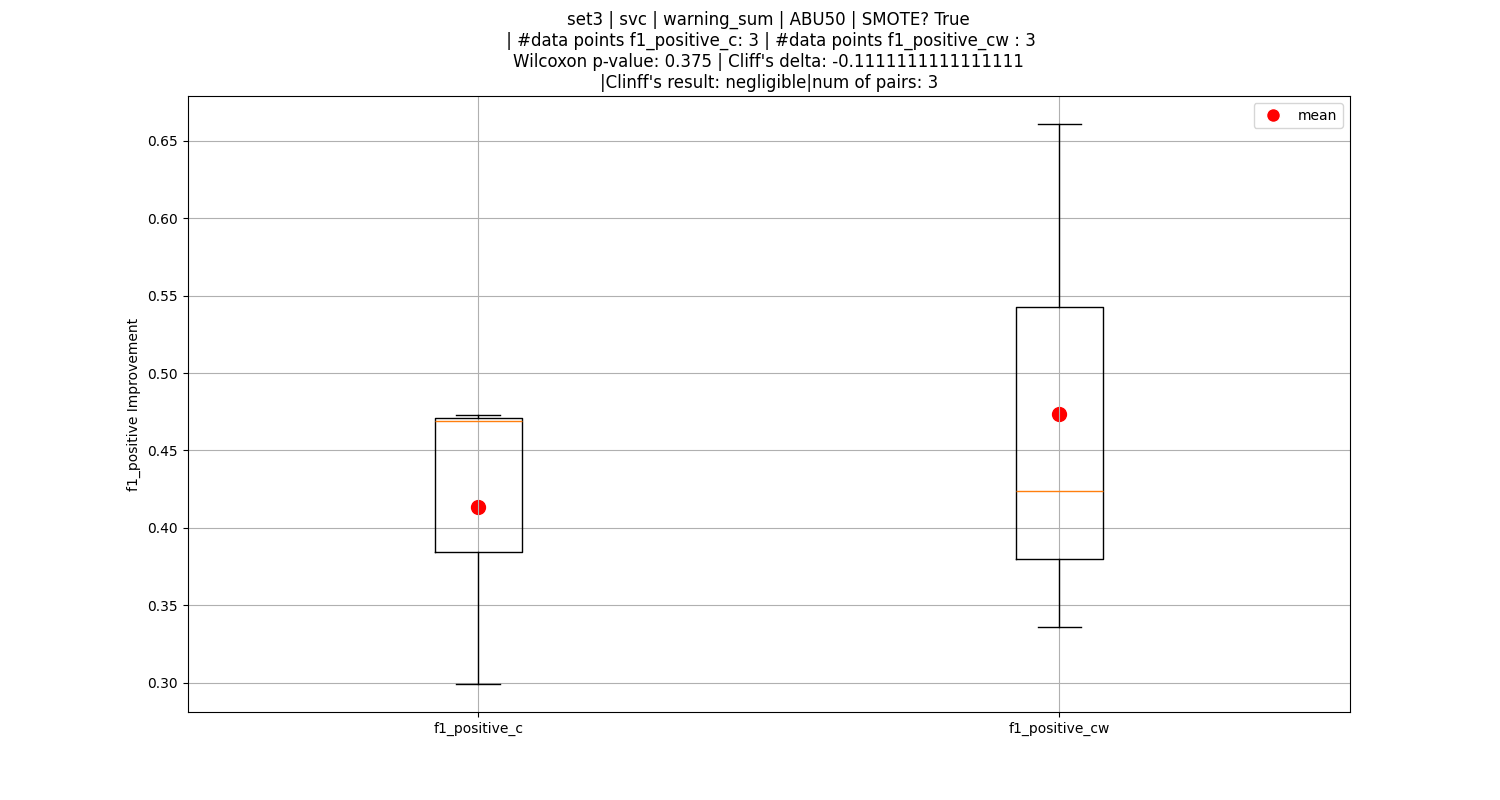 set3 | svc | warning_sum | ABU50 | SMOTE? True
| #data points f1_positive_c: 3 | #data points f1_positive_cw : 3
Wilcoxon p-value: 0.375 | Cliff's delta: -0.1111111111111111
|Clinff's result: negligible|num of pairs: 3
mean
0.65
0.60
0.55
0.50
0.45
0.40
0.35
0.30
f1_positive Improvement
f1_positive_c
f1_positive_cw